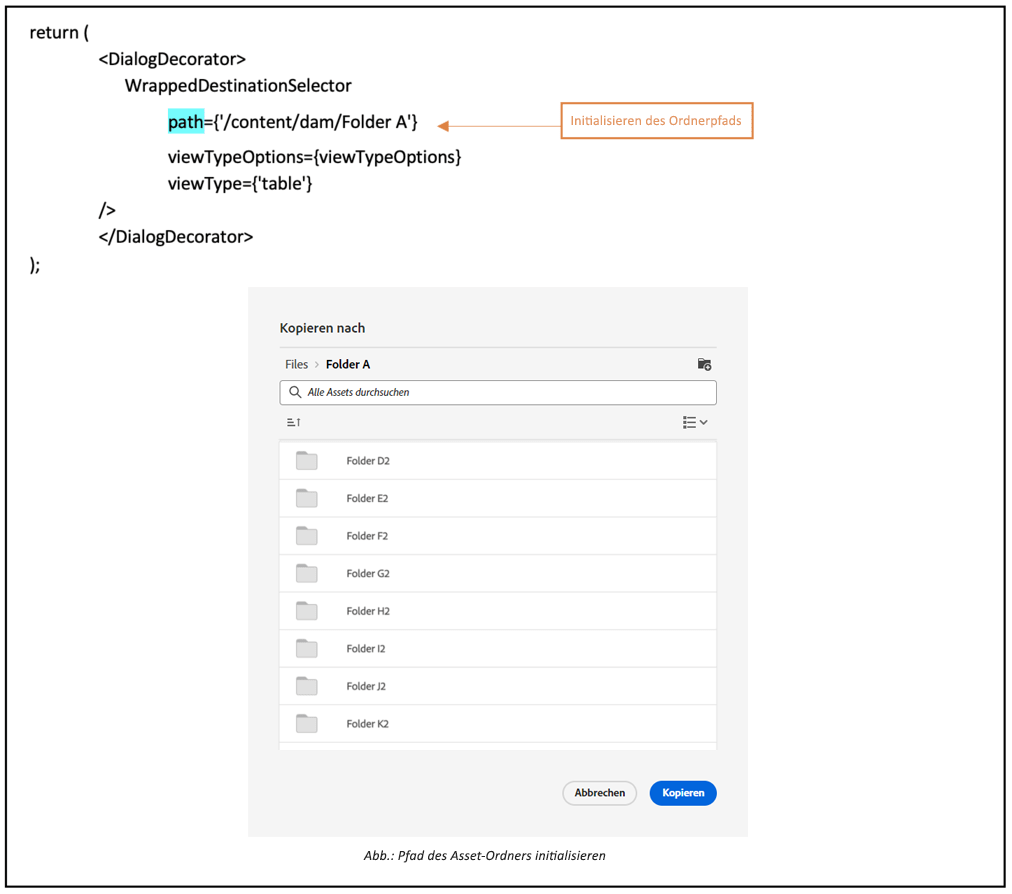 return (
<DialogDecorator>
WrappedDestinationSelector
path={'/content/dam/Folder A'}
Initialisieren des Ordnerpfads
viewTypeOptions={viewTypeOptions}
viewType={'table'}
/>
</DialogDecorator>
);
Kopieren nach
Files > Folder A
Alle Assets durchsuchen
Folder D2
Folder E2
Folder F2
Folder G2
Folder H2
Folder I2
Folder J2
Folder K2
Abbrechen Kopieren
Abb.: Pfad des Asset-Ordners initialisieren